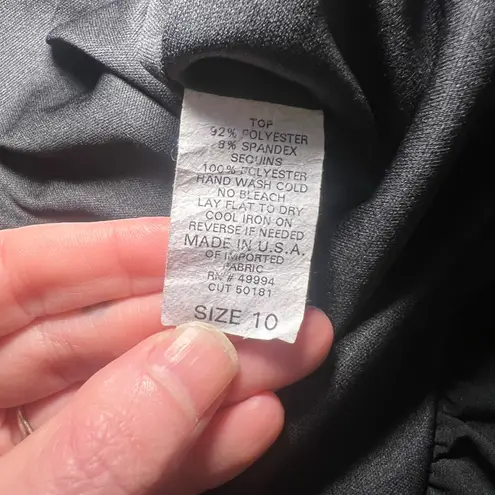 TOP
92% POLYESTER
8% SPANDEX
SEQUINS
100% POLYESTER
HAND WASH COLD
NO BLEACH
LAY FLAT TO DRY
COOL IRON ON
REVERSE IF NEEDED
MADE IN U.S.A.
OF IMPORTED
FABRIC
RN # 49994
CUT 50181
SIZE 10